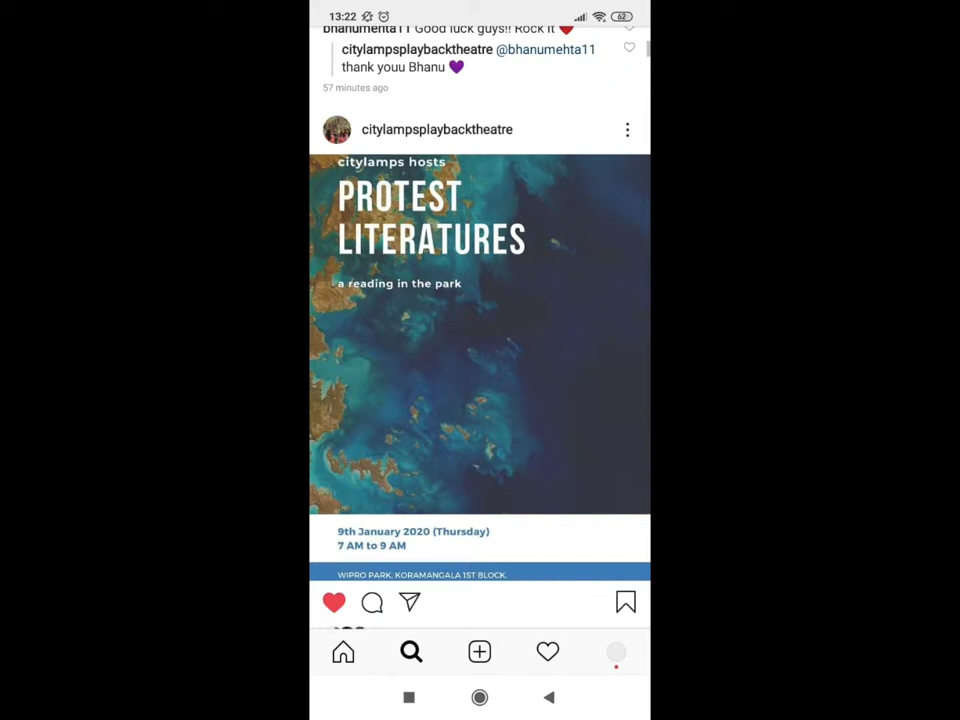 13:22
62
bhanumehta11 Good luck guys!! Rock it ❤️
citylampsplaybacktheatre @bhanumehta11
thank youu Bhanu 💜
57 minutes ago
citylampsplaybacktheatre
citylamps hosts
PROTEST
LITERATURES
a reading in the park
9th January 2020 (Thursday)
7 AM to 9 AM
WIPRO PARK, KORAMANGALA 1ST BLOCK.